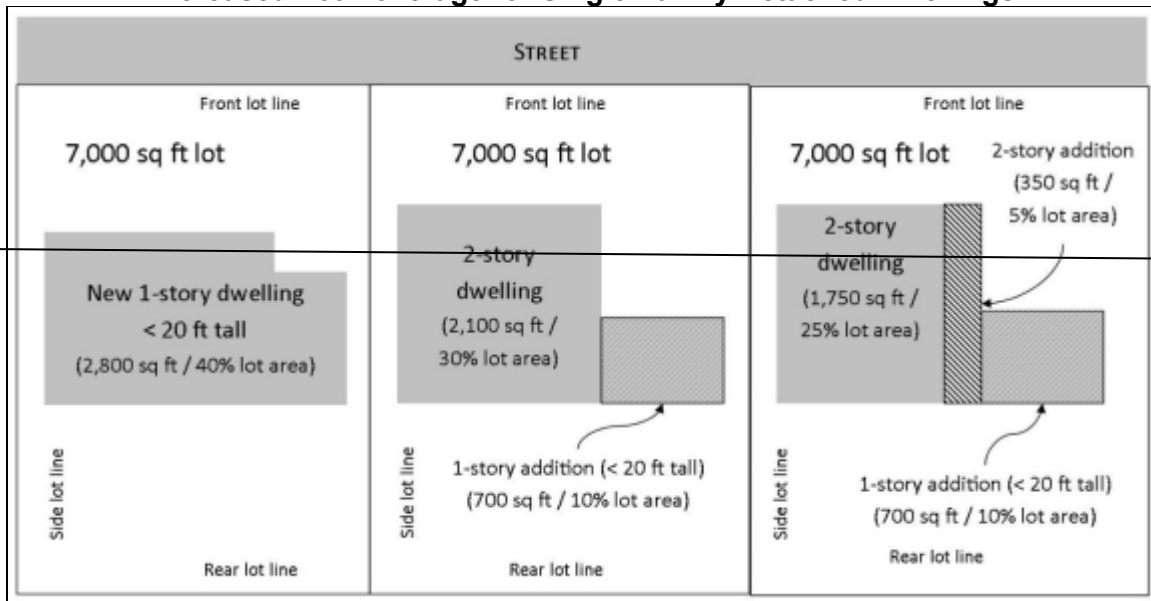 STREET
Front lot line
7,000 sq ft lot
New 1-story dwelling
< 20 ft tall
(2,800 sq ft / 40% lot area)
Side lot line
Rear lot line
Front lot line
7,000 sq ft lot
2-story
dwelling
(2,100 sq ft /
30% lot area)
1-story addition (< 20 ft tall)
(700 sq ft / 10% lot area)
Side lot line
Rear lot line
Front lot line
7,000 sq ft lot
2-story addition
(350 sq ft /
5% lot area)
2-story
dwelling
(1,750 sq ft /
25% lot area)
1-story addition (< 20 ft tall)
(700 sq ft / 10% lot area)
Side lot line
Rear lot line